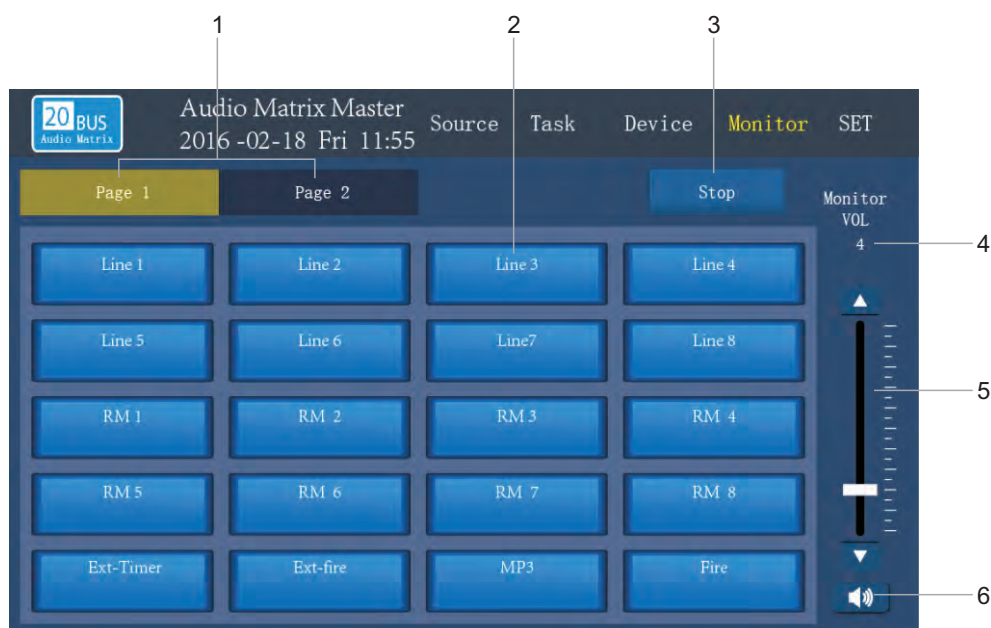 1 2 3
20 BUS
Audio Matrix
Audio Matrix Master
2016 -02-18 Fri 11:55
Source Task Device Monitor SET
Page 1 Page 2 Stop
Monitor
VOL
4 4
Line 1 Line 2 Line 3 Line 4
Line 5 Line 6 Line7 Line 8
5
RM 1 RM 2 RM 3 RM 4
RM 5 RM 6 RM 7 RM 8
Ext-Timer Ext-fire MP3 Fire
6